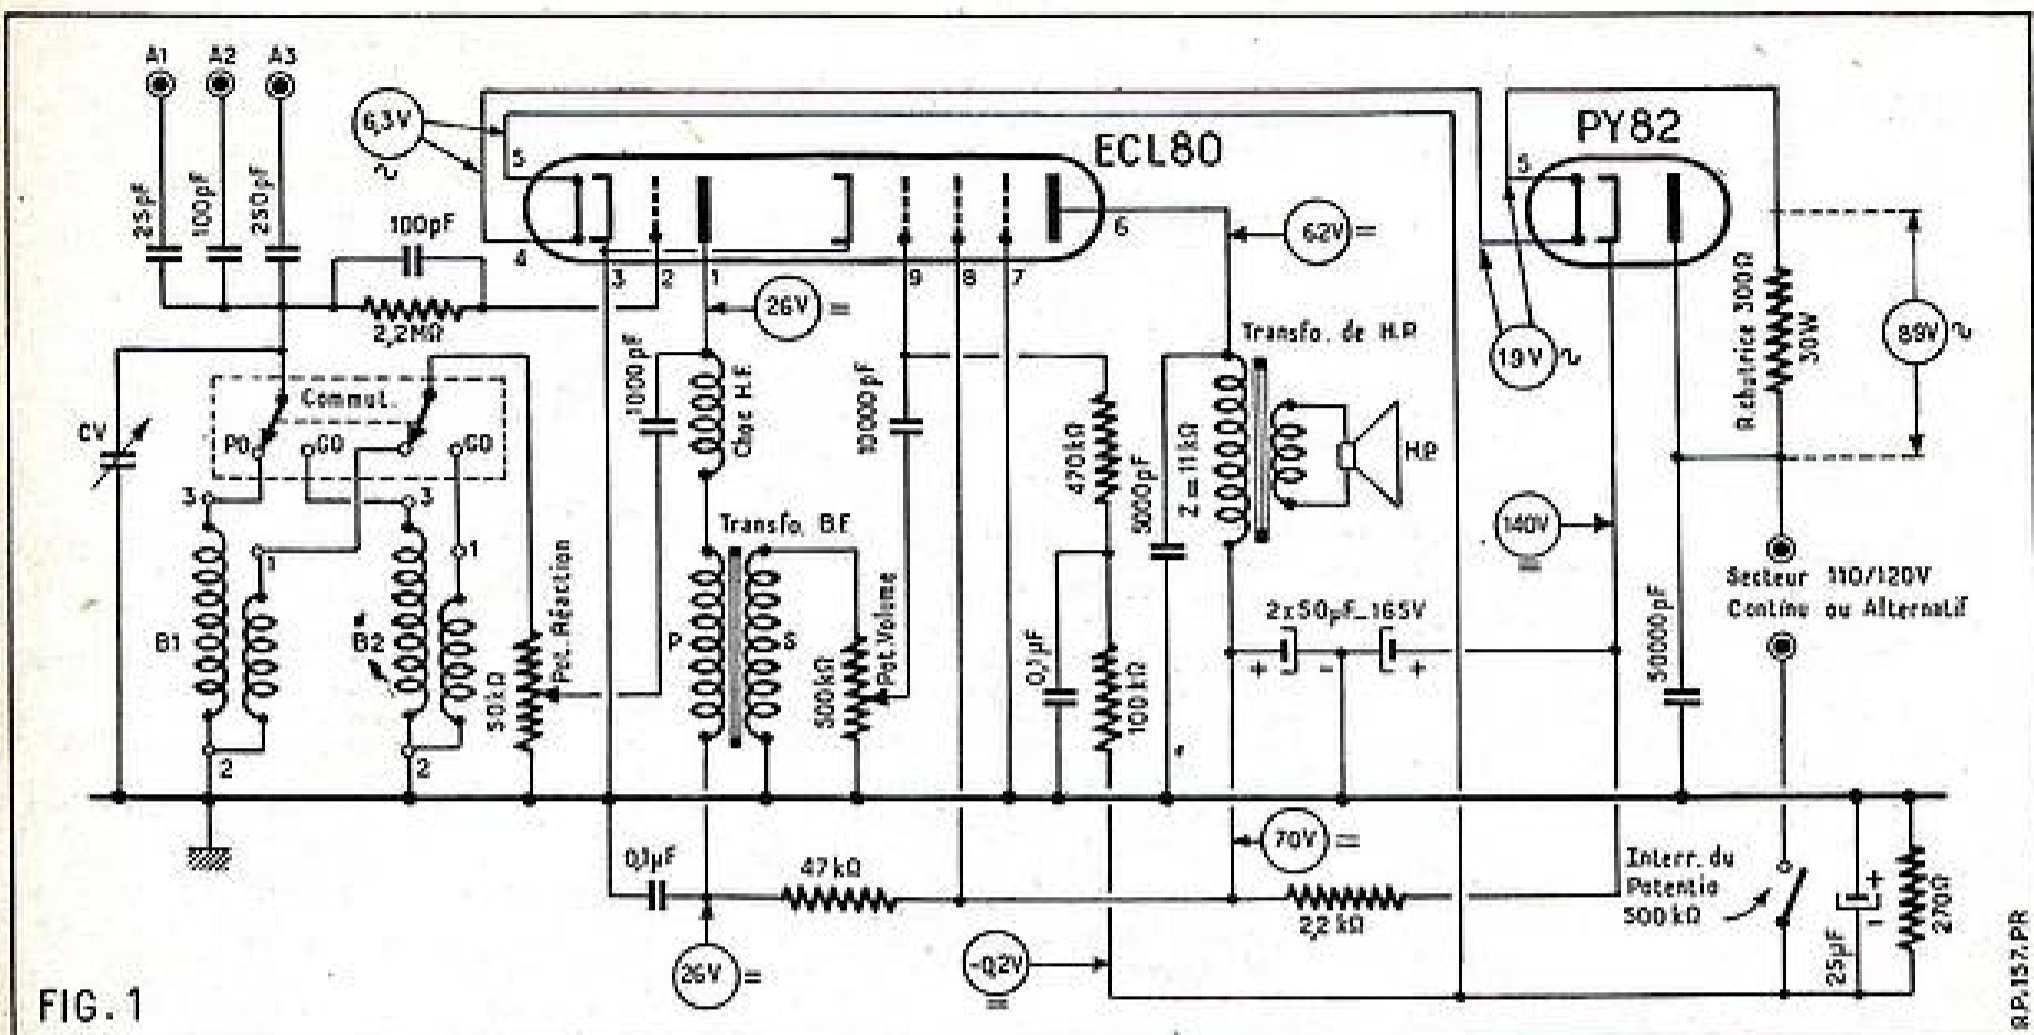 A1
A2
A3
25pF
100pF
250pF
100pF
2,2MΩ
6,3V
~
ECL80
5
4
3
2
1
9
8
7
6
PY82
5
26V =
62V =
19V ~
89V ~
140V
=
Rchutrice 300Ω
30W
Transfo. de H.P.
Z = 11kΩ
H.P.
Commut.
PO
GO
GO
CV
3
3
1
1
B1
B2
2
2
50kΩ
Pot. Réaction
1000pF
Choc H.F.
10000pF
Transfo. B.F.
P
S
500kΩ
Pot. Volume
470kΩ
5000pF
0,1µF
100kΩ
2x50µF_165V
+
-
+
50000pF
Secteur 110/120V
Continu ou Alternatif
0,1µF
47kΩ
70V =
2,2kΩ
26V =
-0,2V
=
Interr. du
Potentio
500kΩ
25µF
+
-
270Ω
FIG. 1
R.P.157.PR